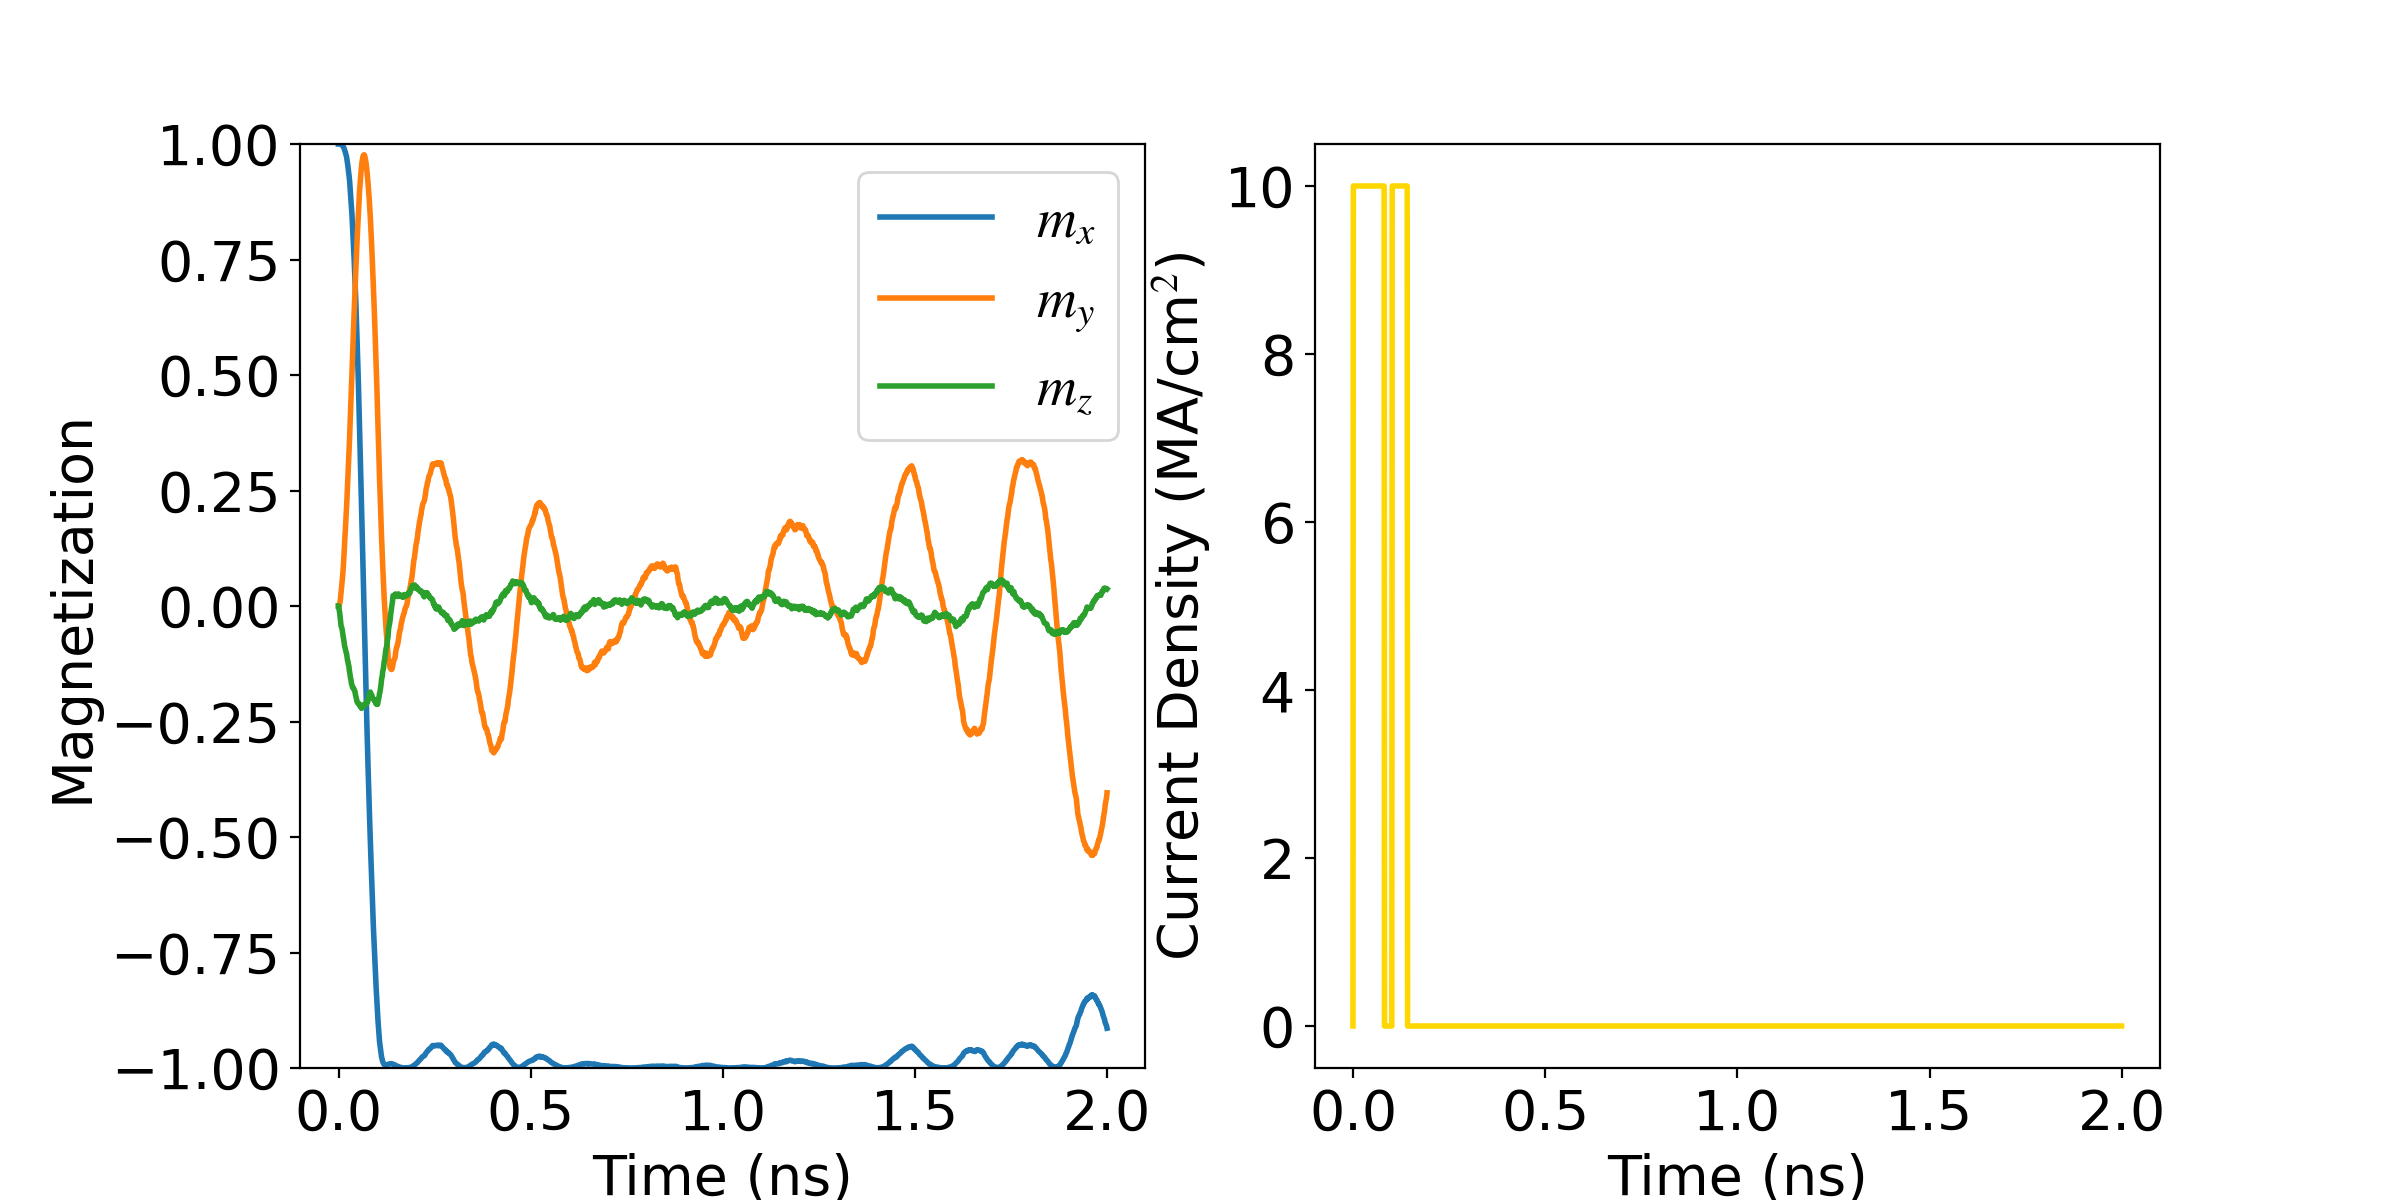 Magnetization
1.00
0.75
0.50
0.25
0.00
−0.25
−0.50
−0.75
−1.00
0.0 0.5 1.0 1.5 2.0
Time (ns)
m_x
m_y
m_z
Current Density (MA/cm²)
10
8
6
4
2
0
0.0 0.5 1.0 1.5 2.0
Time (ns)